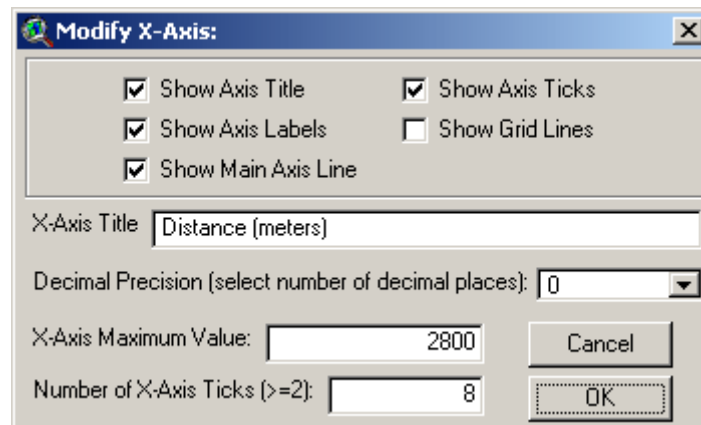 Modify X-Axis:
Show Axis Title
Show Axis Ticks
Show Axis Labels
Show Grid Lines
Show Main Axis Line
X-Axis Title Distance (meters)
Decimal Precision (select number of decimal places): 0
X-Axis Maximum Value: 2800
Cancel
Number of X-Axis Ticks (>=2): 8
OK